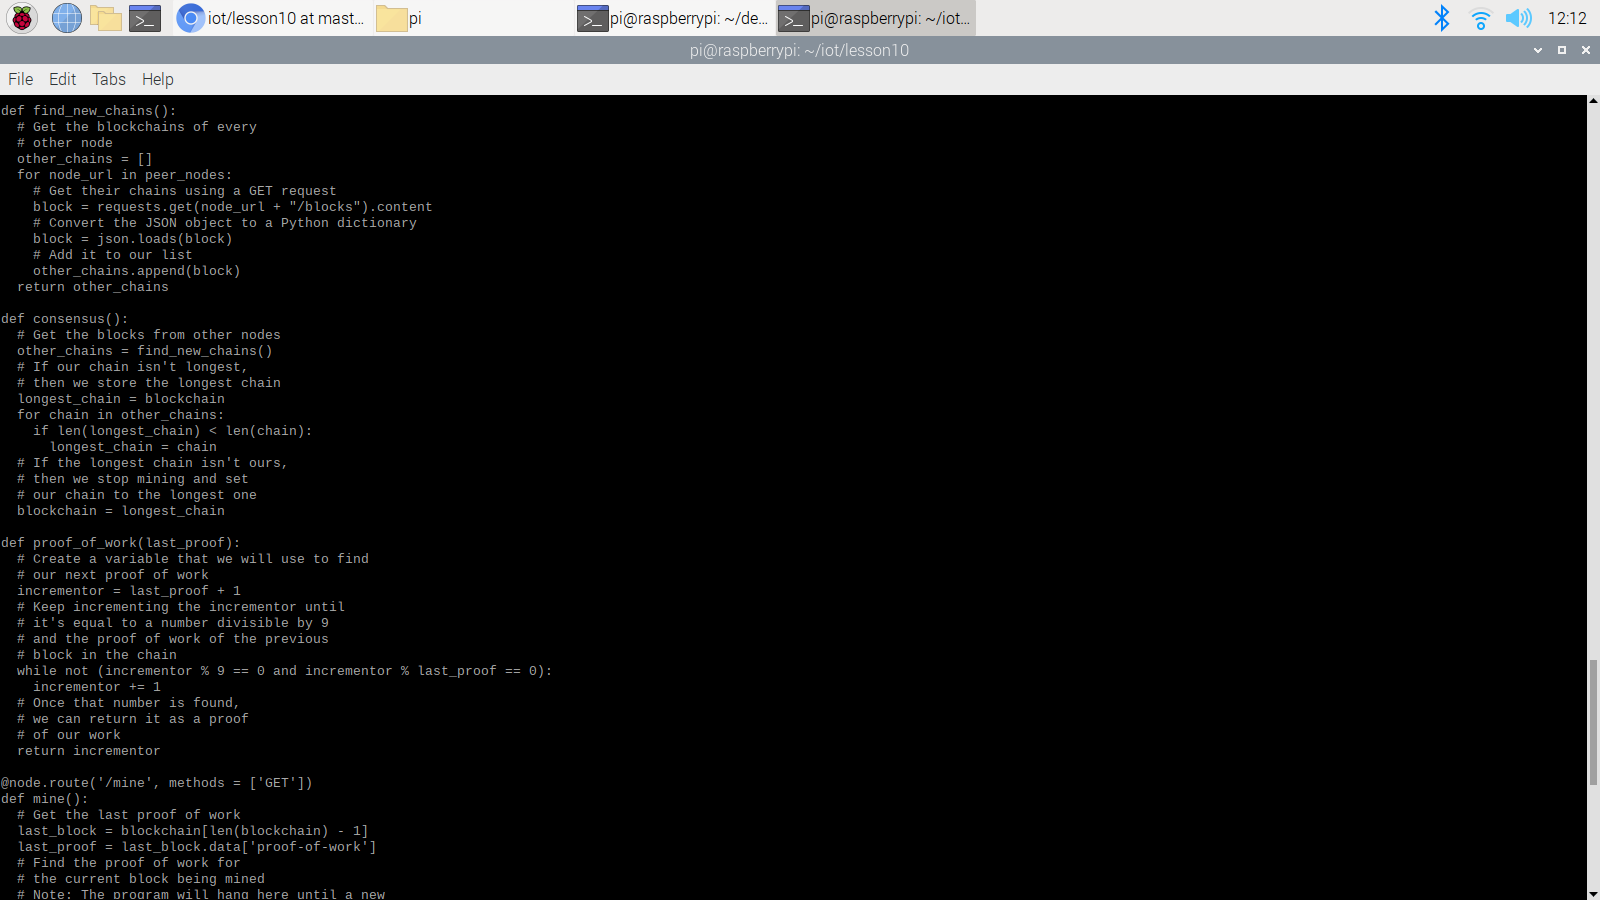 iot/lesson10 at mast...
pi
pi@raspberrypi: ~/de...
pi@raspberrypi: ~/iot...
12:12
pi@raspberrypi: ~/iot/lesson10
File Edit Tabs Help
def find_new_chains():
  # Get the blockchains of every
  # other node
  other_chains = []
  for node_url in peer_nodes:
    # Get their chains using a GET request
    block = requests.get(node_url + "/blocks").content
    # Convert the JSON object to a Python dictionary
    block = json.loads(block)
    # Add it to our list
    other_chains.append(block)
  return other_chains

def consensus():
  # Get the blocks from other nodes
  other_chains = find_new_chains()
  # If our chain isn't longest,
  # then we store the longest chain
  longest_chain = blockchain
  for chain in other_chains:
    if len(longest_chain) < len(chain):
      longest_chain = chain
  # If the longest chain isn't ours,
  # then we stop mining and set
  # our chain to the longest one
  blockchain = longest_chain

def proof_of_work(last_proof):
  # Create a variable that we will use to find
  # our next proof of work
  incrementor = last_proof + 1
  # Keep incrementing the incrementor until
  # it's equal to a number divisible by 9
  # and the proof of work of the previous
  # block in the chain
  while not (incrementor % 9 == 0 and incrementor % last_proof == 0):
    incrementor += 1
  # Once that number is found,
  # we can return it as a proof
  # of our work
  return incrementor

@node.route('/mine', methods = ['GET'])
def mine():
  # Get the last proof of work
  last_block = blockchain[len(blockchain) - 1]
  last_proof = last_block.data['proof-of-work']
  # Find the proof of work for
  # the current block being mined
  # Note: The program will hang here until a new